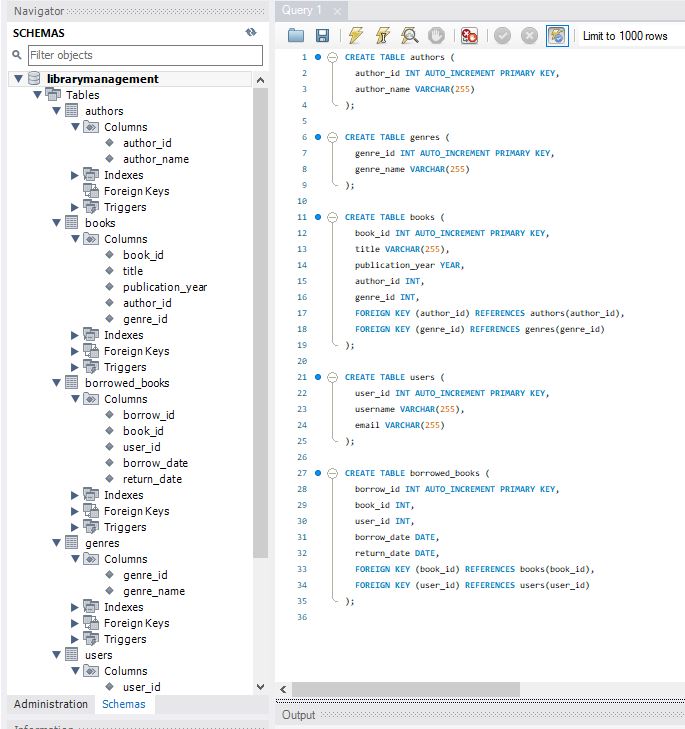 Navigator
SCHEMAS
Filter objects
librarymanagement
Tables
authors
Columns
author_id
author_name
Indexes
Foreign Keys
Triggers
books
Columns
book_id
title
publication_year
author_id
genre_id
Indexes
Foreign Keys
Triggers
borrowed_books
Columns
borrow_id
book_id
user_id
borrow_date
return_date
Indexes
Foreign Keys
Triggers
genres
Columns
genre_id
genre_name
Indexes
Foreign Keys
Triggers
users
Columns
user_id
Administration Schemas
Information
Query 1
Limit to 1000 rows
1 CREATE TABLE authors (
2 author_id INT AUTO_INCREMENT PRIMARY KEY,
3 author_name VARCHAR(255)
4 );
5
6 CREATE TABLE genres (
7 genre_id INT AUTO_INCREMENT PRIMARY KEY,
8 genre_name VARCHAR(255)
9 );
10
11 CREATE TABLE books (
12 book_id INT AUTO_INCREMENT PRIMARY KEY,
13 title VARCHAR(255),
14 publication_year YEAR,
15 author_id INT,
16 genre_id INT,
17 FOREIGN KEY (author_id) REFERENCES authors(author_id),
18 FOREIGN KEY (genre_id) REFERENCES genres(genre_id)
19 );
20
21 CREATE TABLE users (
22 user_id INT AUTO_INCREMENT PRIMARY KEY,
23 username VARCHAR(255),
24 email VARCHAR(255)
25 );
26
27 CREATE TABLE borrowed_books (
28 borrow_id INT AUTO_INCREMENT PRIMARY KEY,
29 book_id INT,
30 user_id INT,
31 borrow_date DATE,
32 return_date DATE,
33 FOREIGN KEY (book_id) REFERENCES books(book_id),
34 FOREIGN KEY (user_id) REFERENCES users(user_id)
35 );
36
Output